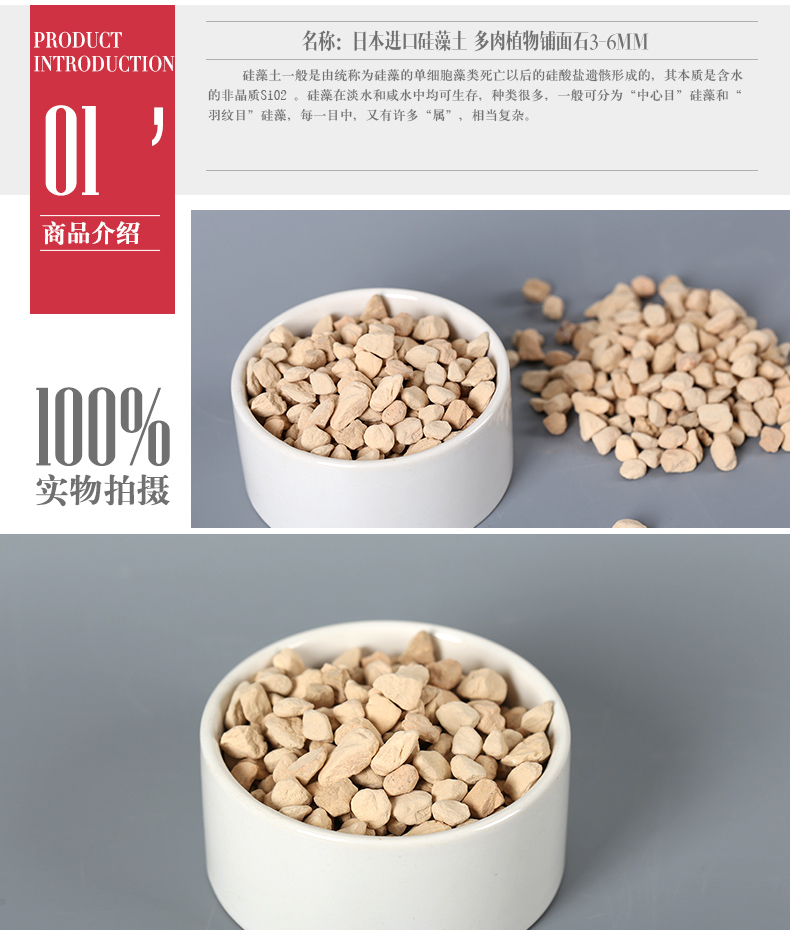 PRODUCT
INTRODUCTION
01 ’
商品介绍
名称：日本进口硅藻土 多肉植物铺面石3-6MM
硅藻土一般是由统称为硅藻的单细胞藻类死亡以后的硅酸盐遗骸形成的，其本质是含水
的非晶质SiO2 。硅藻在淡水和咸水中均可生存，种类很多，一般可分为“中心目”硅藻和“
羽纹目”硅藻，每一目中，又有许多“属”，相当复杂。
100%
实物拍摄